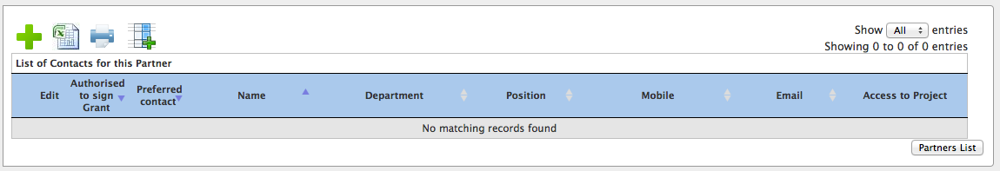 Show All entries
Showing 0 to 0 of 0 entries
List of Contacts for this Partner
Edit Authorised to sign Grant Preferred contact Name Department Position Mobile Email Access to Project
No matching records found
Partners List